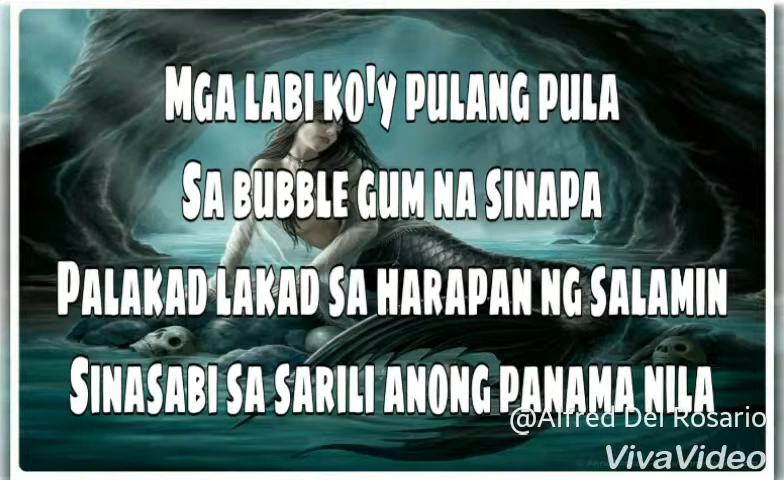 Mga labi ko'y pulang pula
Sa bubble gum na sinapa
Palakad lakad sa harapan ng salamin
Sinasabi sa sarili anong panama nila
@Alfred Del Rosario
VivaVideo